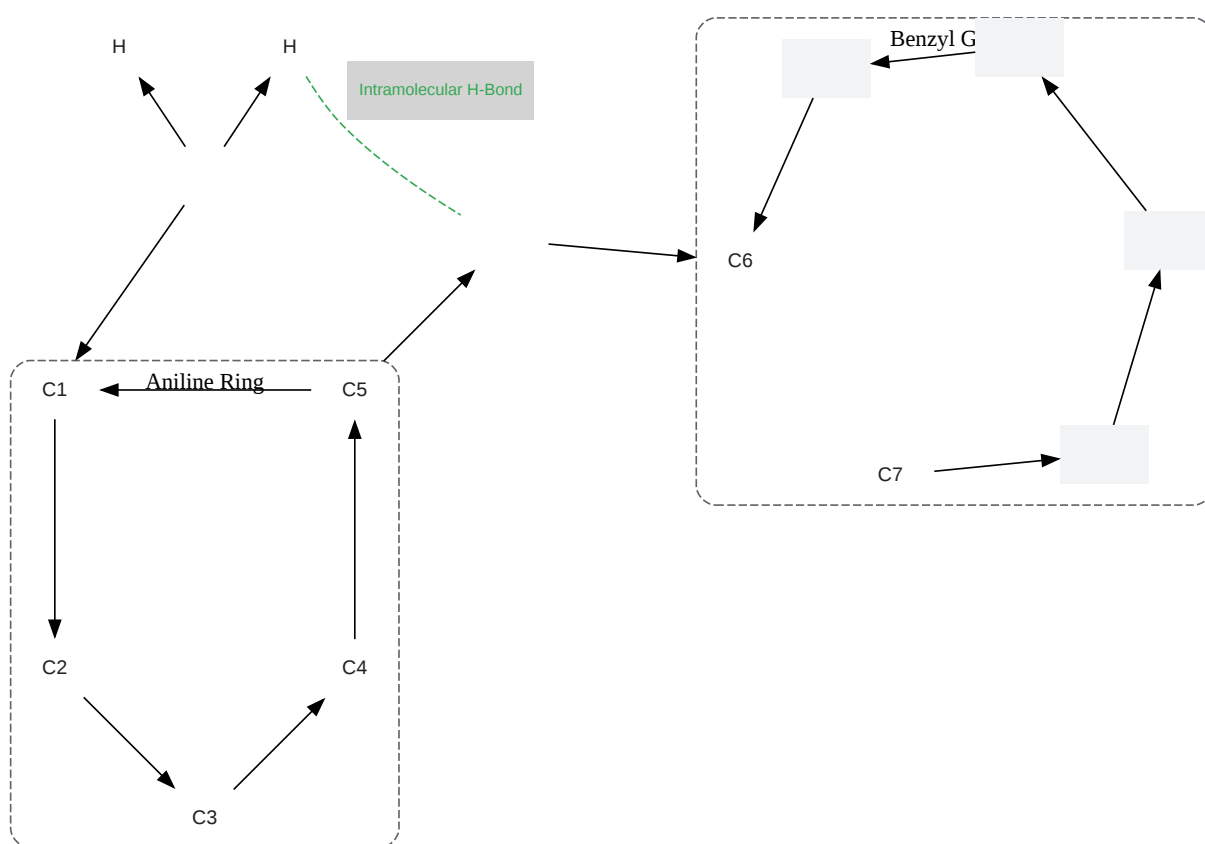 H
H
Intramolecular H-Bond
Benzyl G
C6
C1
Aniline Ring
C5
C7
C2
C4
C3